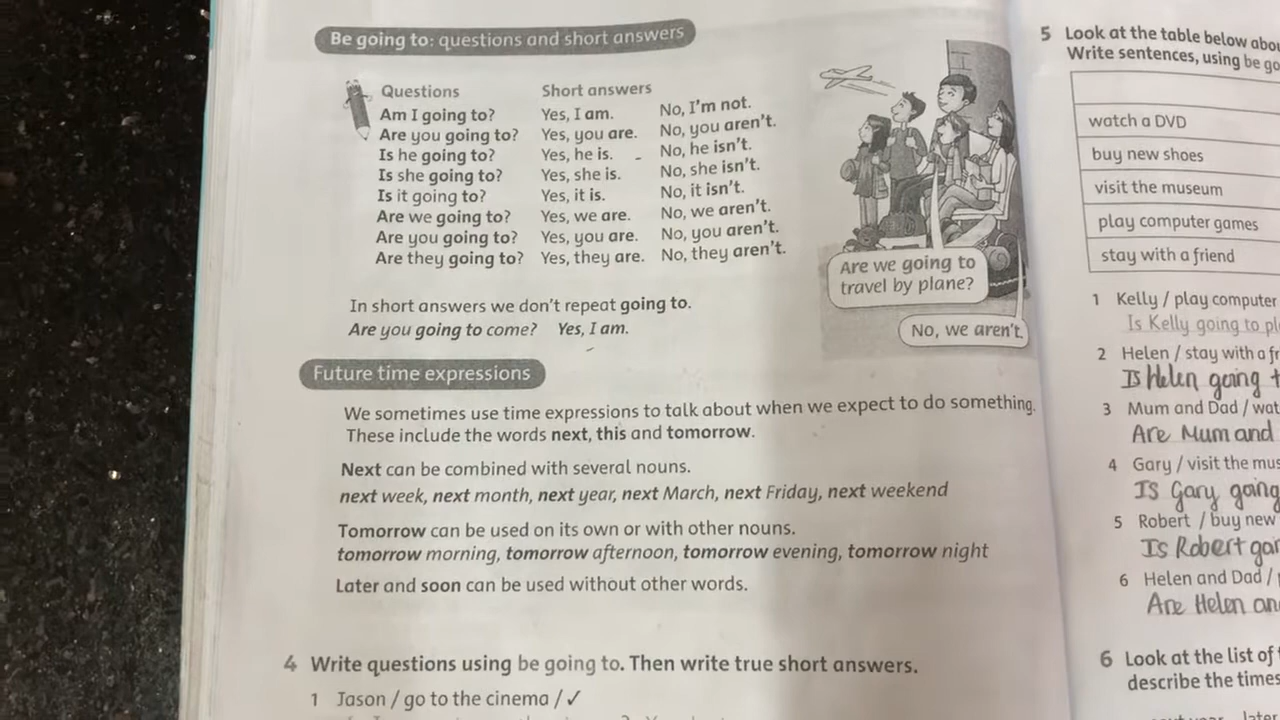 Be going to: questions and short answers
Questions Short answers
Am I going to? Yes, I am. No, I'm not.
Are you going to? Yes, you are. No, you aren't.
Is he going to? Yes, he is. No, he isn't.
Is she going to? Yes, she is. No, she isn't.
Is it going to? Yes, it is. No, it isn't.
Are we going to? Yes, we are. No, we aren't.
Are you going to? Yes, you are. No, you aren't.
Are they going to? Yes, they are. No, they aren't.
In short answers we don't repeat going to.
Are you going to come? Yes, I am.
Are we going to
travel by plane?
No, we aren't.
Future time expressions
We sometimes use time expressions to talk about when we expect to do something.
These include the words next, this and tomorrow.
Next can be combined with several nouns.
next week, next month, next year, next March, next Friday, next weekend
Tomorrow can be used on its own or with other nouns.
tomorrow morning, tomorrow afternoon, tomorrow evening, tomorrow night
Later and soon can be used without other words.
4 Write questions using be going to. Then write true short answers.
1 Jason / go to the cinema / ✓
5 Look at the table below
Write sentences, using be
watch a DVD
buy new shoes
visit the museum
play computer games
stay with a friend
1 Kelly / play computer
Is Kelly going to
2 Helen / stay with a
Is Helen going
3 Mum and Dad /
Are Mum and
4 Gary / visit the
Is Gary going
5 Robert / buy new
Is Robert
6 Helen and Dad /
Are Helen
6 Look at the list of
describe the times
later